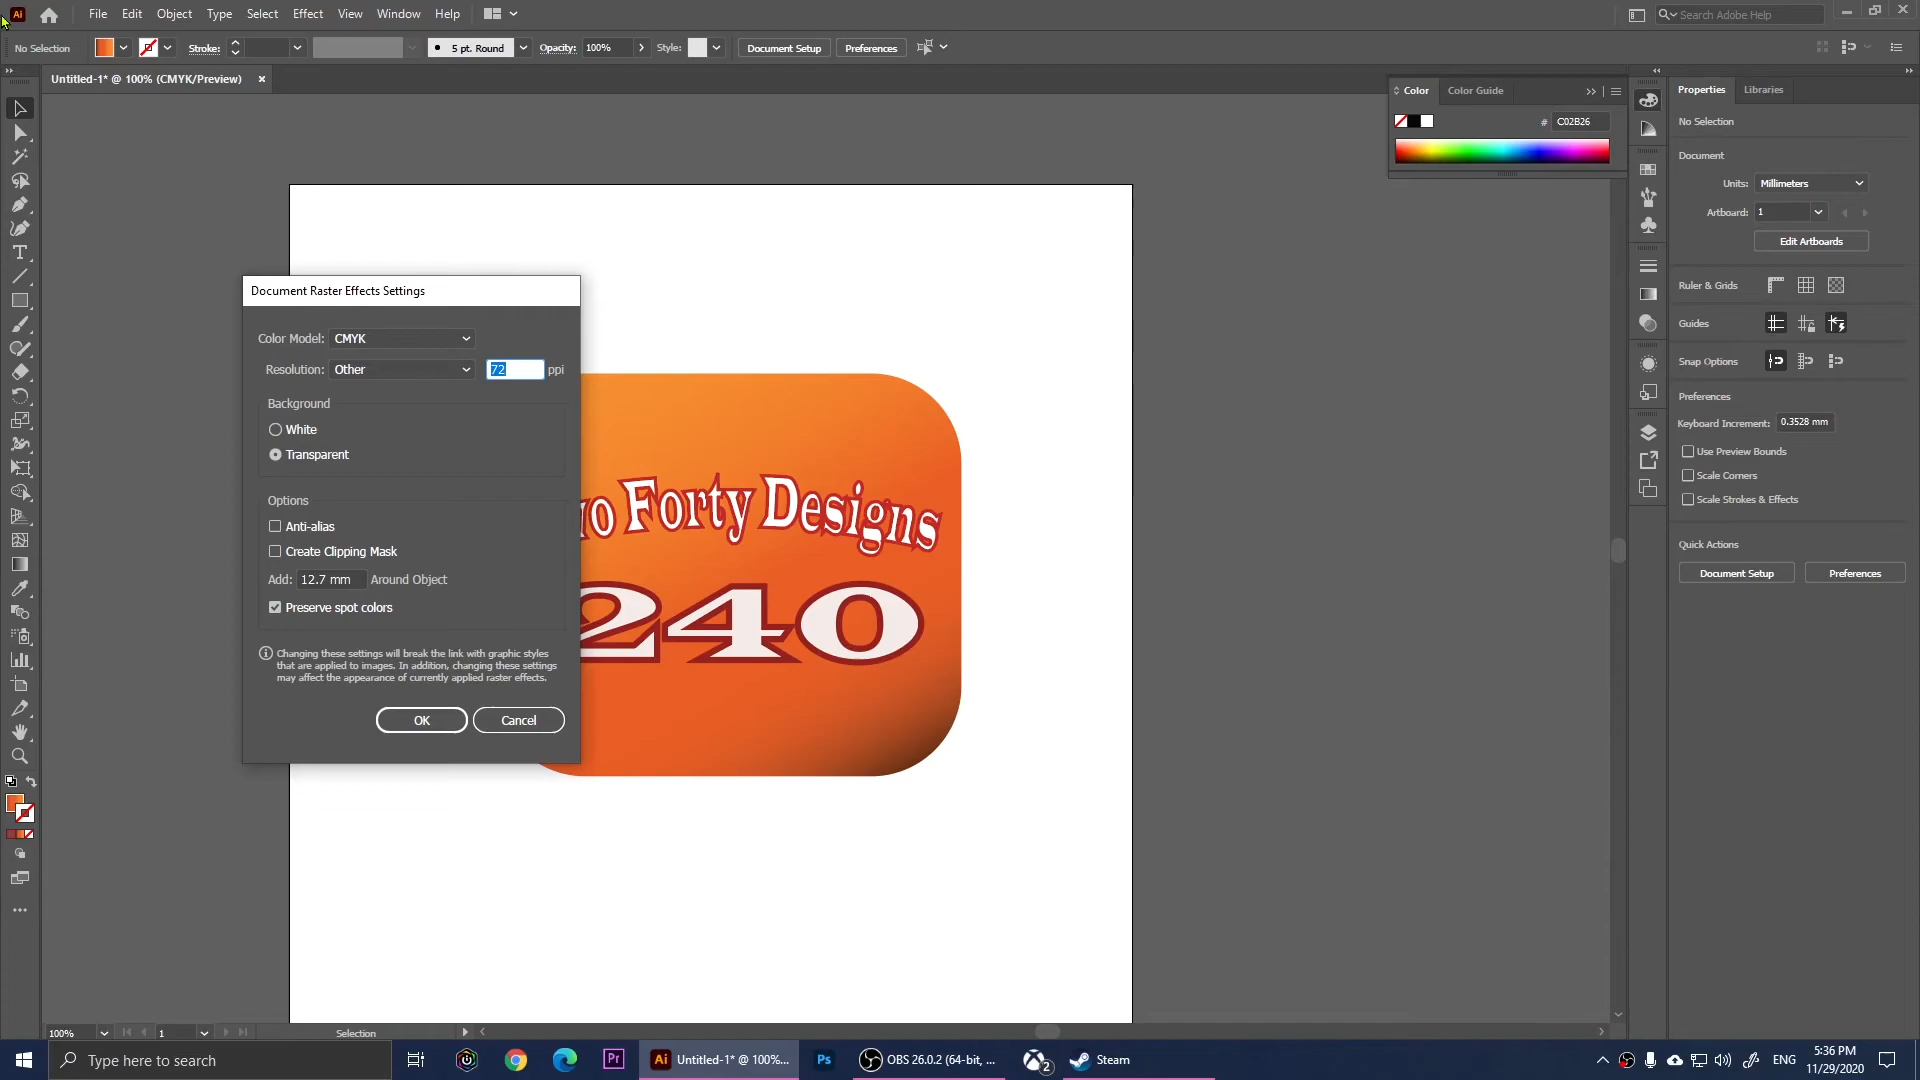 Ai
File Edit Object Type Select Effect View Window Help
Search Adobe Help
No Selection
Stroke:
5 pt. Round
Opacity: 100%
Style:
Document Setup
Preferences
Untitled-1* @ 100% (CMYK/Preview) ×
Color
Color Guide
# C02B26
Properties
Libraries
No Selection
Document
Units: Millimeters
Artboard: 1
Edit Artboards
Ruler & Grids
Guides
Snap Options
Preferences
Keyboard Increment: 0.3528 mm
Use Preview Bounds
Scale Corners
Scale Strokes & Effects
Quick Actions
Document Setup
Preferences
Document Raster Effects Settings
Color Model: CMYK
Resolution: Other 72 ppi
Background
White
Transparent
Options
Anti-alias
Create Clipping Mask
Add: 12.7 mm Around Object
Preserve spot colors
Changing these settings will break the link with graphic styles
that are applied to images. In addition, changing these settings
may affect the appearance of currently applied raster effects.
OK
Cancel
wo Forty Designs
240
100%
1
Selection
Type here to search
Pr
Ai Untitled-1* @ 100%...
Ps
OBS 26.0.2 (64-bit, ...
2
Steam
ENG
5:36 PM
11/29/2020